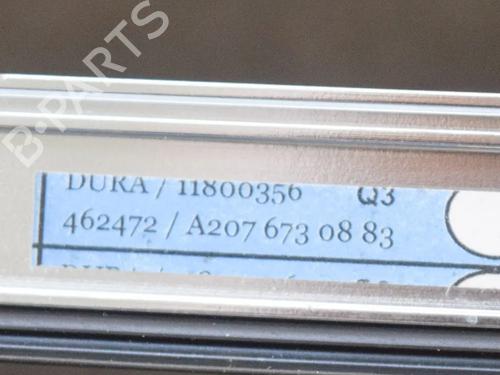 B-PARTS
DURA / 11800356 Q3
462472 / A207 673 08 83